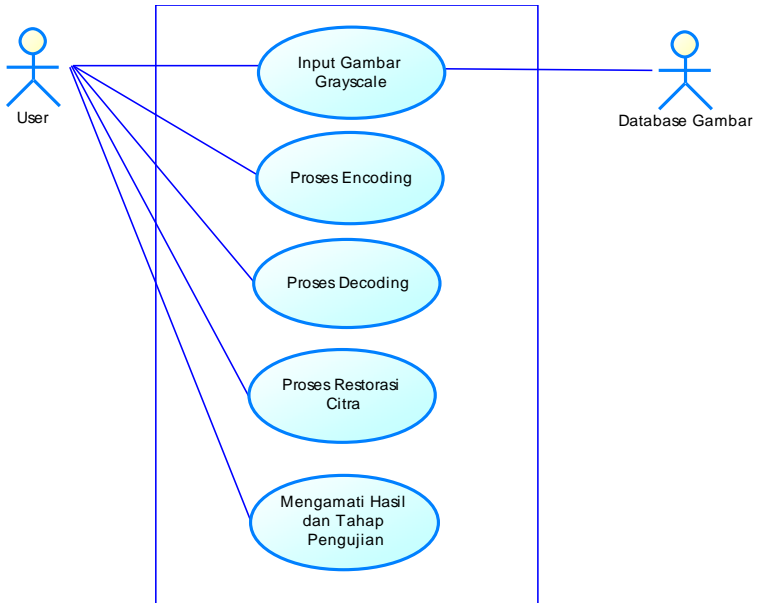 Input Gambar
Grayscale
User
Database Gambar
Proses Encoding
Proses Decoding
Proses Restorasi
Citra
Mengamati Hasil
dan Tahap
Pengujian